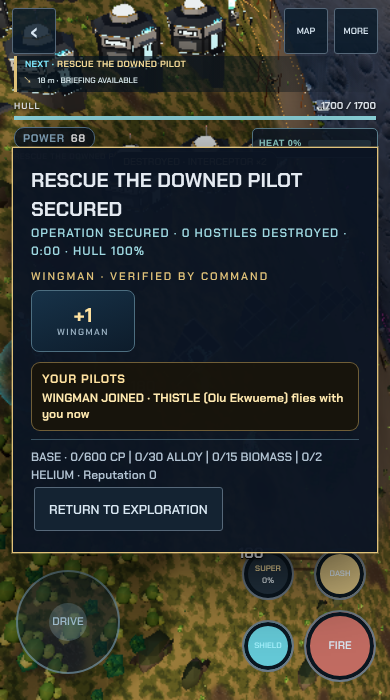 ‹
MAP
MORE
NEXT · RESCUE THE DOWNED PILOT
↘ 18 m · BRIEFING AVAILABLE
HULL
1700 / 1700
POWER 68
HEAT 0%
RESCUE THE DOWNED PILOT
SECURED
OPERATION SECURED · 0 HOSTILES DESTROYED ·
0:00 · HULL 100%
WINGMAN · VERIFIED BY COMMAND
+1
WINGMAN
YOUR PILOTS
WINGMAN JOINED · THISTLE (Olu Ekwueme) flies with
you now
BASE · 0/600 CP | 0/30 ALLOY | 0/15 BIOMASS | 0/2
HELIUM · Reputation 0
RETURN TO EXPLORATION
SUPER
0%
DASH
DRIVE
SHIELD
FIRE